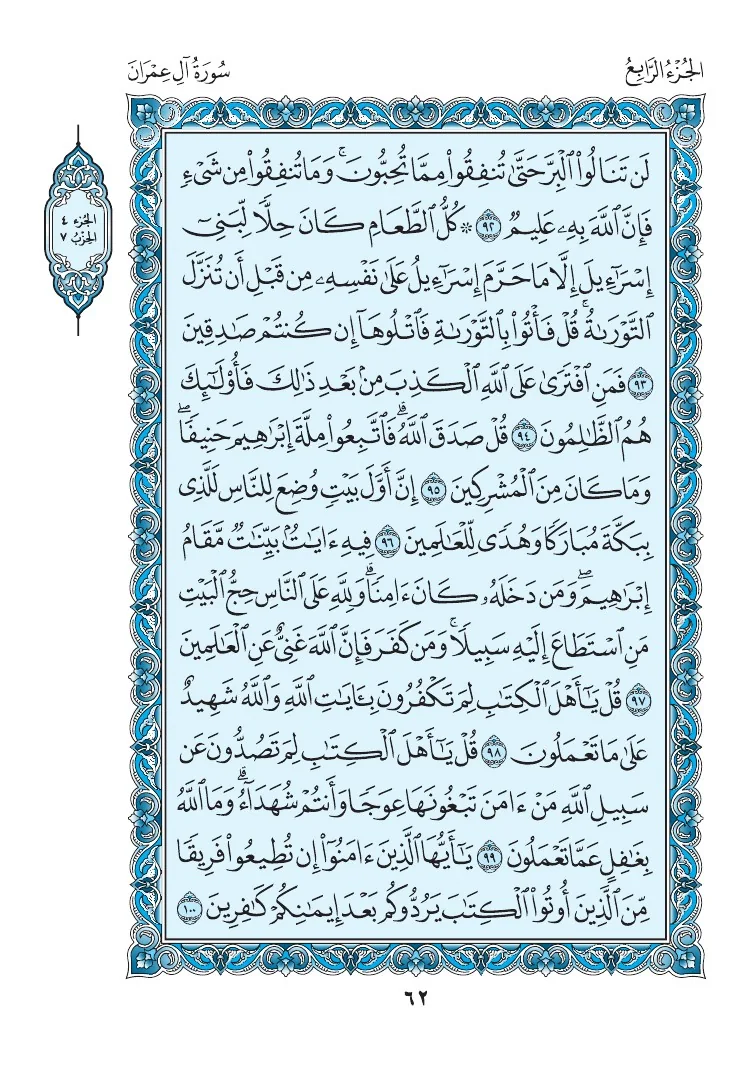 الجُزْءُ الرَّابِعُ
سُورَةُ آلِ عِمْرَانَ
الجزء ٤
الحِزْبُ ٧
لَن تَنَالُوا۟ ٱلْبِرَّ حَتَّىٰ تُنفِقُوا۟ مِمَّا تُحِبُّونَ ۚ وَمَا تُنفِقُوا۟ مِن شَىْءٍ
فَإِنَّ ٱللَّهَ بِهِۦ عَلِيمٌ ٩٢ ۞ كُلُّ ٱلطَّعَامِ كَانَ حِلًّا لِّبَنِىٓ
إِسْرَٰٓءِيلَ إِلَّا مَا حَرَّمَ إِسْرَٰٓءِيلُ عَلَىٰ نَفْسِهِۦ مِن قَبْلِ أَن تُنَزَّلَ
ٱلتَّوْرَىٰةُ ۗ قُلْ فَأْتُوا۟ بِٱلتَّوْرَىٰةِ فَٱتْلُوهَآ إِن كُنتُمْ صَٰدِقِينَ
٩٣ فَمَنِ ٱفْتَرَىٰ عَلَى ٱللَّهِ ٱلْكَذِبَ مِنۢ بَعْدِ ذَٰلِكَ فَأُو۟لَٰٓئِكَ
هُمُ ٱلظَّٰلِمُونَ ٩٤ قُلْ صَدَقَ ٱللَّهُ ۗ فَٱتَّبِعُوا۟ مِلَّةَ إِبْرَٰهِيمَ حَنِيفًا ۖ
وَمَا كَانَ مِنَ ٱلْمُشْرِكِينَ ٩٥ إِنَّ أَوَّلَ بَيْتٍ وُضِعَ لِلنَّاسِ لَلَّذِى
بِبَكَّةَ مُبَارَكًا وَهُدًى لِّلْعَٰلَمِينَ ٩٦ فِيهِ ءَايَٰتٌۢ بَيِّنَٰتٌ مَّقَامُ
إِبْرَٰهِيمَ ۖ وَمَن دَخَلَهُۥ كَانَ ءَامِنًا ۗ وَلِلَّهِ عَلَى ٱلنَّاسِ حِجُّ ٱلْبَيْتِ
مَنِ ٱسْتَطَاعَ إِلَيْهِ سَبِيلًا ۚ وَمَن كَفَرَ فَإِنَّ ٱللَّهَ غَنِىٌّ عَنِ ٱلْعَٰلَمِينَ
٩٧ قُلْ يَٰٓأَهْلَ ٱلْكِتَٰبِ لِمَ تَكْفُرُونَ بِـَٔايَٰتِ ٱللَّهِ وَٱللَّهُ شَهِيدٌ
عَلَىٰ مَا تَعْمَلُونَ ٩٨ قُلْ يَٰٓأَهْلَ ٱلْكِتَٰبِ لِمَ تَصُدُّونَ عَن
سَبِيلِ ٱللَّهِ مَنْ ءَامَنَ تَبْغُونَهَا عِوَجًا وَأَنتُمْ شُهَدَآءُ ۗ وَمَا ٱللَّهُ
بِغَٰفِلٍ عَمَّا تَعْمَلُونَ ٩٩ يَٰٓأَيُّهَا ٱلَّذِينَ ءَامَنُوٓا۟ إِن تُطِيعُوا۟ فَرِيقًا
مِّنَ ٱلَّذِينَ أُوتُوا۟ ٱلْكِتَٰبَ يَرُدُّوكُم بَعْدَ إِيمَٰنِكُمْ كَٰفِرِينَ ١٠٠
٦٢